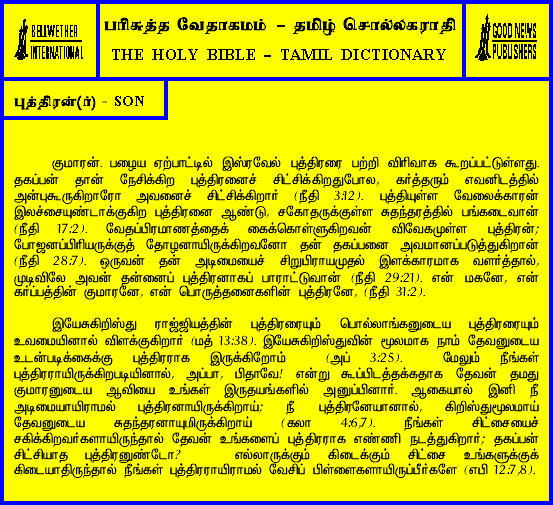 BELLWETHER
INTERNATIONAL
பரிசுத்த வேதாகமம் – தமிழ் சொல்லகராதி
THE HOLY BIBLE – TAMIL DICTIONARY
GOOD NEWS
PUBLISHERS
புத்திரன்(ர்) - SON
குமாரன். பழைய ஏற்பாட்டில் இஸ்ரவேல் புத்திரரை பற்றி விரிவாக கூறப்பட்டுள்ளது.
தகப்பன் தான் நேசிக்கிற புத்திரனைச் சிட்சிக்கிறதுபோல, கர்த்தரும் எவனிடத்தில்
அன்புகூருகிறாரோ அவனைச் சிட்சிக்கிறார் (நீதி 3:12). புத்தியுள்ள வேலைக்காரன்
இலச்சையுண்டாக்குகிற புத்திரனை ஆண்டு, சகோதருக்குள்ள சுதந்தரத்தில் பங்கடைவான்
(நீதி 17:2). வேதப்பிரமாணத்தைக் கைக்கொள்ளுகிறவன் விவேகமுள்ள புத்திரன்;
போஜனப்பிரியருக்குத் தோழனாயிருக்கிறவனோ தன் தகப்பனை அவமானப்படுத்துகிறான்
(நீதி 28:7). ஒருவன் தன் அடிமையைச் சிறுபிராயமுதல் இளக்காரமாக வளர்த்தால்,
முடிவிலே அவன் தன்னைப் புத்திரனாகப் பாராட்டுவான் (நீதி 29:21). என் மகனே, என்
கர்ப்பத்தின் குமாரனே, என் பொருத்தனைகளின் புத்திரனே, (நீதி 31:2).
இயேசுகிறிஸ்து ராஜ்ஜியத்தின் புத்திரரையும் பொல்லாங்கனுடைய புத்திரரையும்
உவமையினால் விளக்குகிறார் (மத் 13:38). இயேசுகிறிஸ்துவின் மூலமாக நாம் தேவனுடைய
உடன்படிக்கைக்கு புத்திரராக இருக்கிறோம் (அப் 3:25). மேலும் நீங்கள்
புத்திரராயிருக்கிறபடியினால், அப்பா, பிதாவே! என்று கூப்பிடத்தக்கதாக தேவன் தமது
குமாரனுடைய ஆவியை உங்கள் இருதயங்களில் அனுப்பினார். ஆகையால் இனி நீ
அடிமையாயிராமல் புத்திரனாயிருக்கிறாய்; நீ புத்திரனேயானால், கிறிஸ்துமூலமாய்
தேவனுடைய சுதந்தரனாயுமிருக்கிறாய் (கலா 4:6,7). நீங்கள் சிட்சையைச்
சகிக்கிறவர்களாயிருந்தால் தேவன் உங்களைப் புத்திரராக எண்ணி நடத்துகிறார்; தகப்பன்
சிட்சியாத புத்திரனுண்டோ? எல்லாருக்கும் கிடைக்கும் சிட்சை உங்களுக்குக்
கிடையாதிருந்தால் நீங்கள் புத்திரராயிராமல் வேசிப் பிள்ளைகளாயிருப்பீர்களே (எபி 12:7,8).